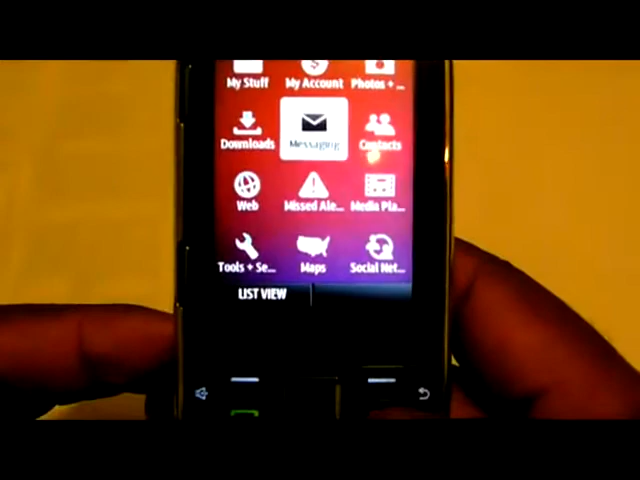 My Stuff My Account Photos + ...
Downloads Messaging Contacts
Web Missed Ale... Media Pla...
Tools + Se... Maps Social Net...
LIST VIEW